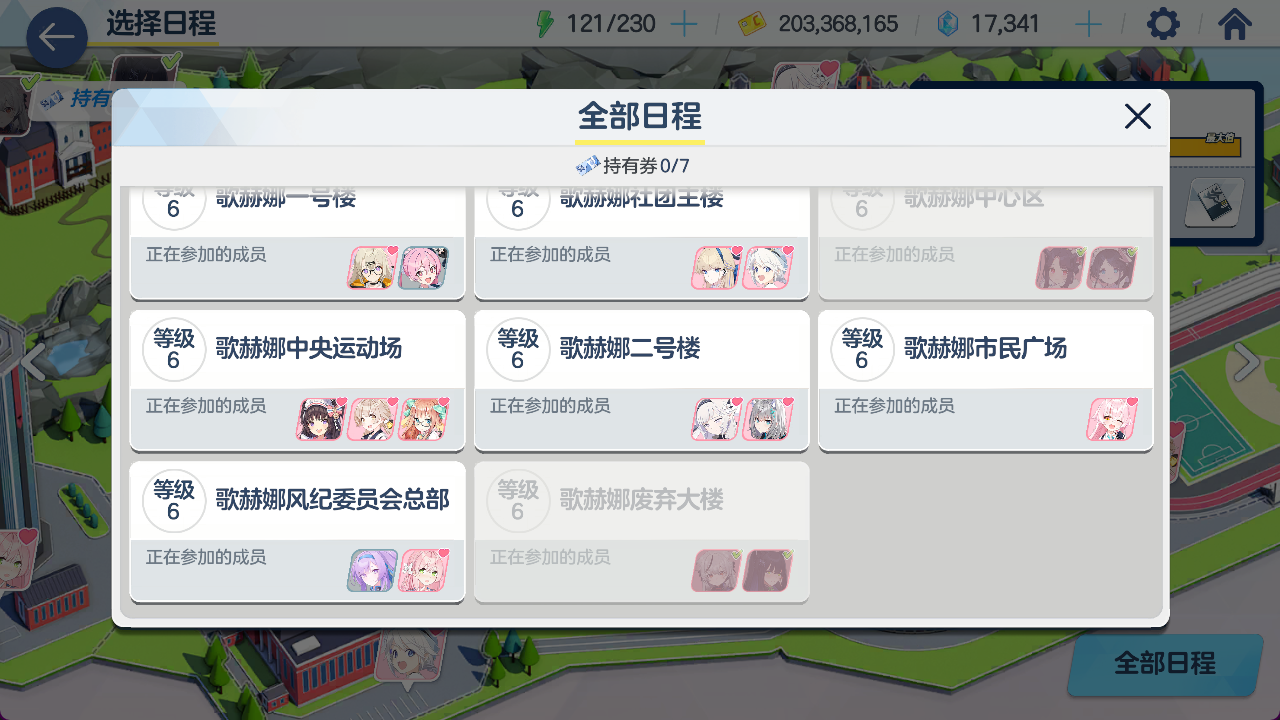 选择日程
121/230
203,368,165
17,341
持有
全部日程
持有券0/7
等级
6
歌赫娜一号楼
正在参加的成员
等级
6
歌赫娜社团主楼
正在参加的成员
等级
6
歌赫娜中心区
正在参加的成员
等级
6
歌赫娜中央运动场
正在参加的成员
等级
6
歌赫娜二号楼
正在参加的成员
等级
6
歌赫娜市民广场
正在参加的成员
等级
6
歌赫娜风纪委员会总部
正在参加的成员
等级
6
歌赫娜废弃大楼
正在参加的成员
最大值
全部日程